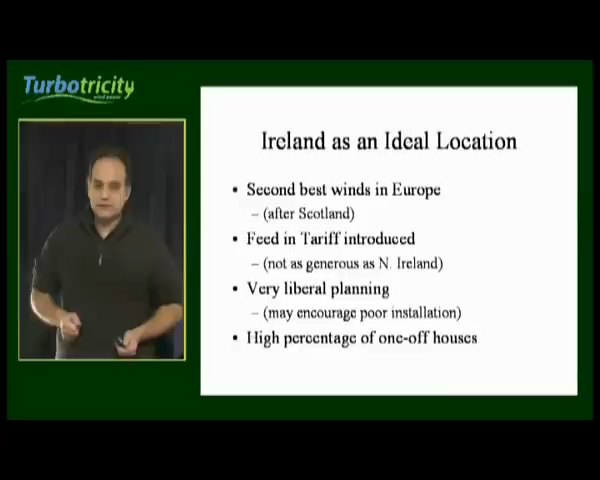 Turbotricity
wind power
Ireland as an Ideal Location
• Second best winds in Europe
– (after Scotland)
• Feed in Tariff introduced
– (not as generous as N. Ireland)
• Very liberal planning
– (may encourage poor installation)
• High percentage of one-off houses